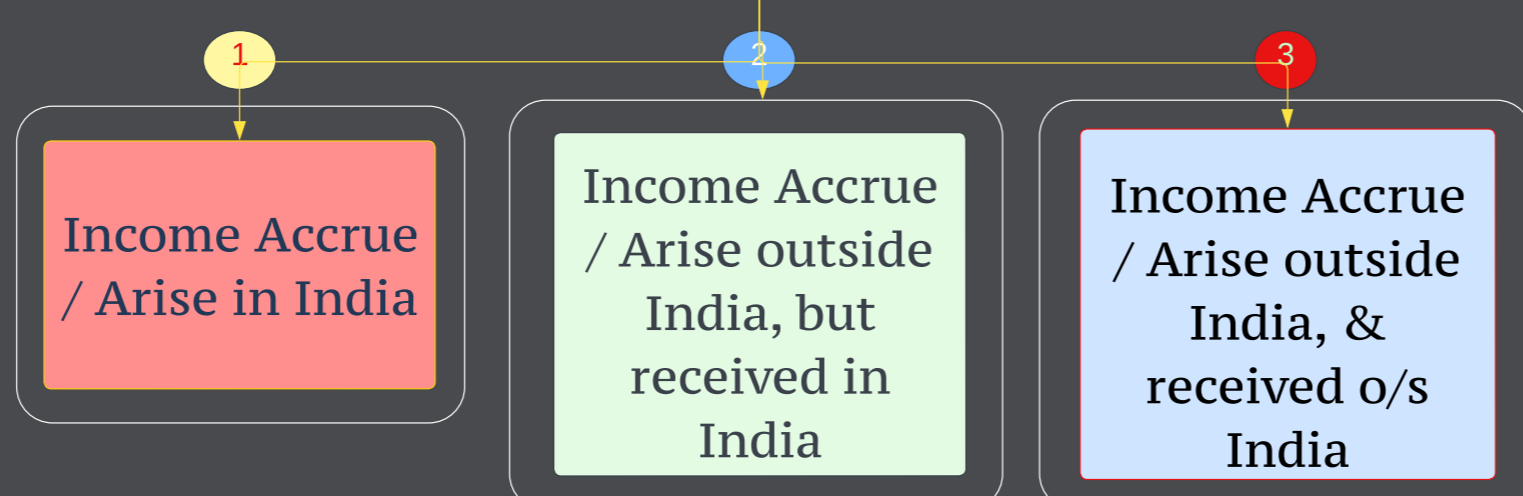 1
2
3
Income Accrue
/ Arise in India
Income Accrue
/ Arise outside
India, but
received in
India
Income Accrue
/ Arise outside
India, &
received o/s
India